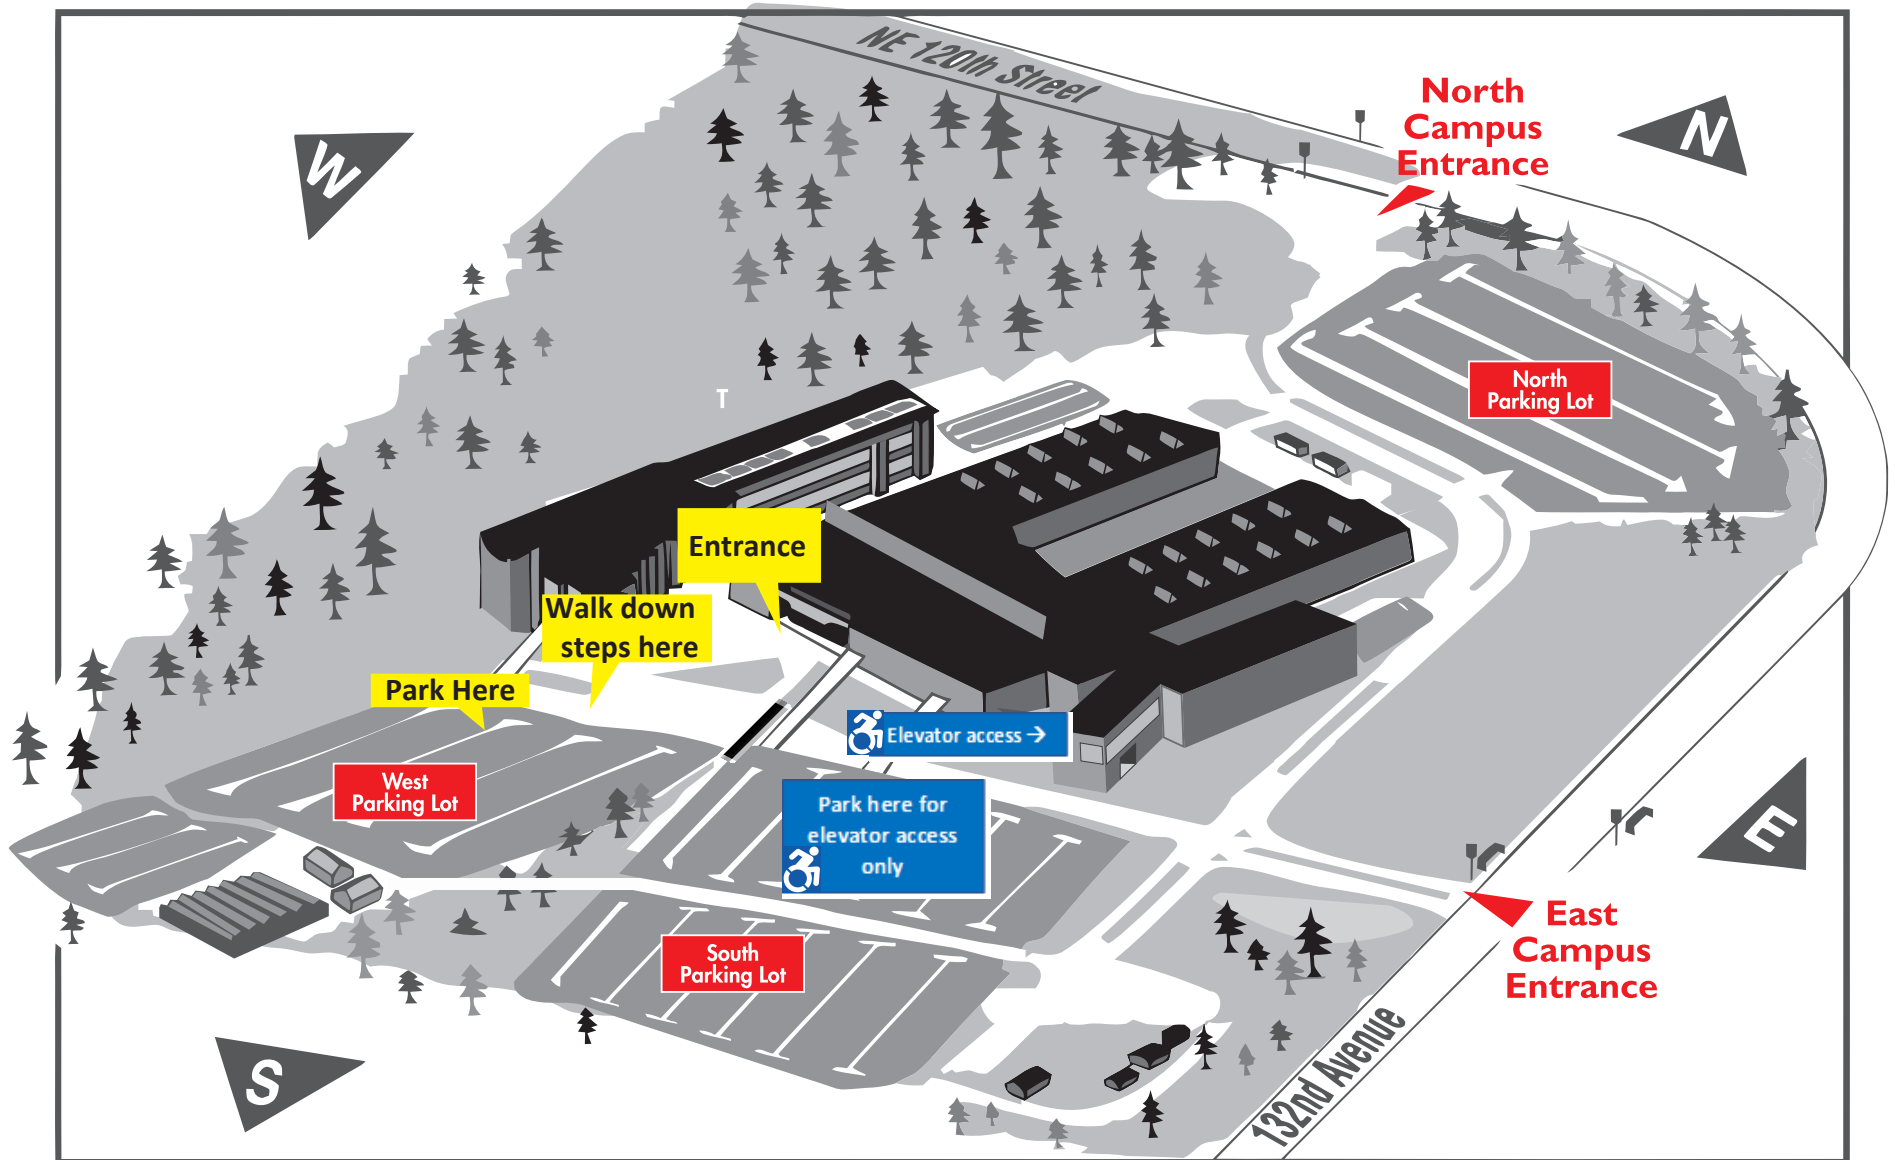 NE 120th Street
North
Campus
Entrance
N
W
North
Parking Lot
T
Entrance
Walk down
steps here
Park Here
Elevator access →
West
Parking Lot
Park here for
elevator access
only
E
East
Campus
Entrance
South
Parking Lot
S
132nd Avenue